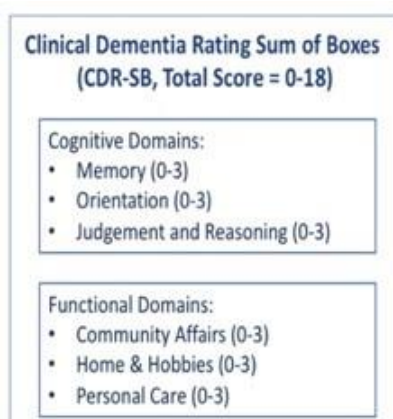 Clinical Dementia Rating Sum of Boxes
(CDR-SB, Total Score = 0-18)
Cognitive Domains:
• Memory (0-3)
• Orientation (0-3)
• Judgement and Reasoning (0-3)
Functional Domains:
• Community Affairs (0-3)
• Home & Hobbies (0-3)
• Personal Care (0-3)